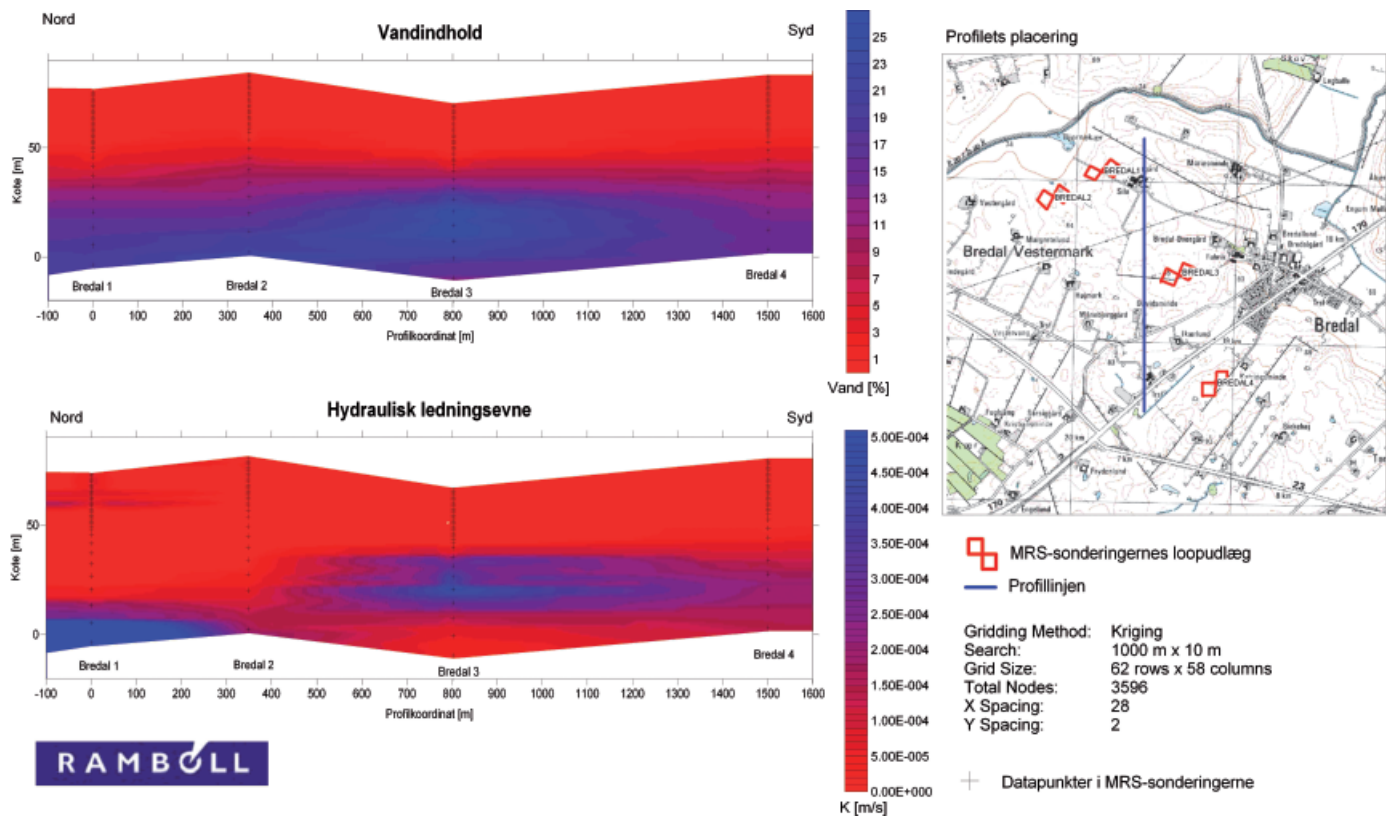 Nord
Vandindhold
Syd
Kote [m]
50
0
Bredal 1
Bredal 2
Bredal 3
Bredal 4
-100 0 100 200 300 400 500 600 700 800 900 1000 1100 1200 1300 1400 1500 1600
Profilkoordinat [m]
25
23
21
19
17
15
13
11
9
7
5
3
1
Vand [%]
Nord
Hydraulisk ledningsevne
Syd
Kote [m]
50
0
Bredal 1
Bredal 2
Bredal 3
Bredal 4
-100 0 100 200 300 400 500 600 700 800 900 1000 1100 1200 1300 1400 1500 1600
Profilkoordinat [m]
5.00E-004
4.50E-004
4.00E-004
3.50E-004
3.00E-004
2.50E-004
2.00E-004
1.50E-004
1.00E-004
5.00E-005
0.00E+000
K [m/s]
RAMBØLL
Profilets placering
BREDAL1
BREDAL2
Bredal Vestermark
BREDAL3
Bredal
BREDAL4
170
170
23
MRS-sonderingernes loopudlæg
Profillinjen
Gridding Method: Kriging
Search: 1000 m x 10 m
Grid Size: 62 rows x 58 columns
Total Nodes: 3596
X Spacing: 28
Y Spacing: 2
Datapunkter i MRS-sonderingerne